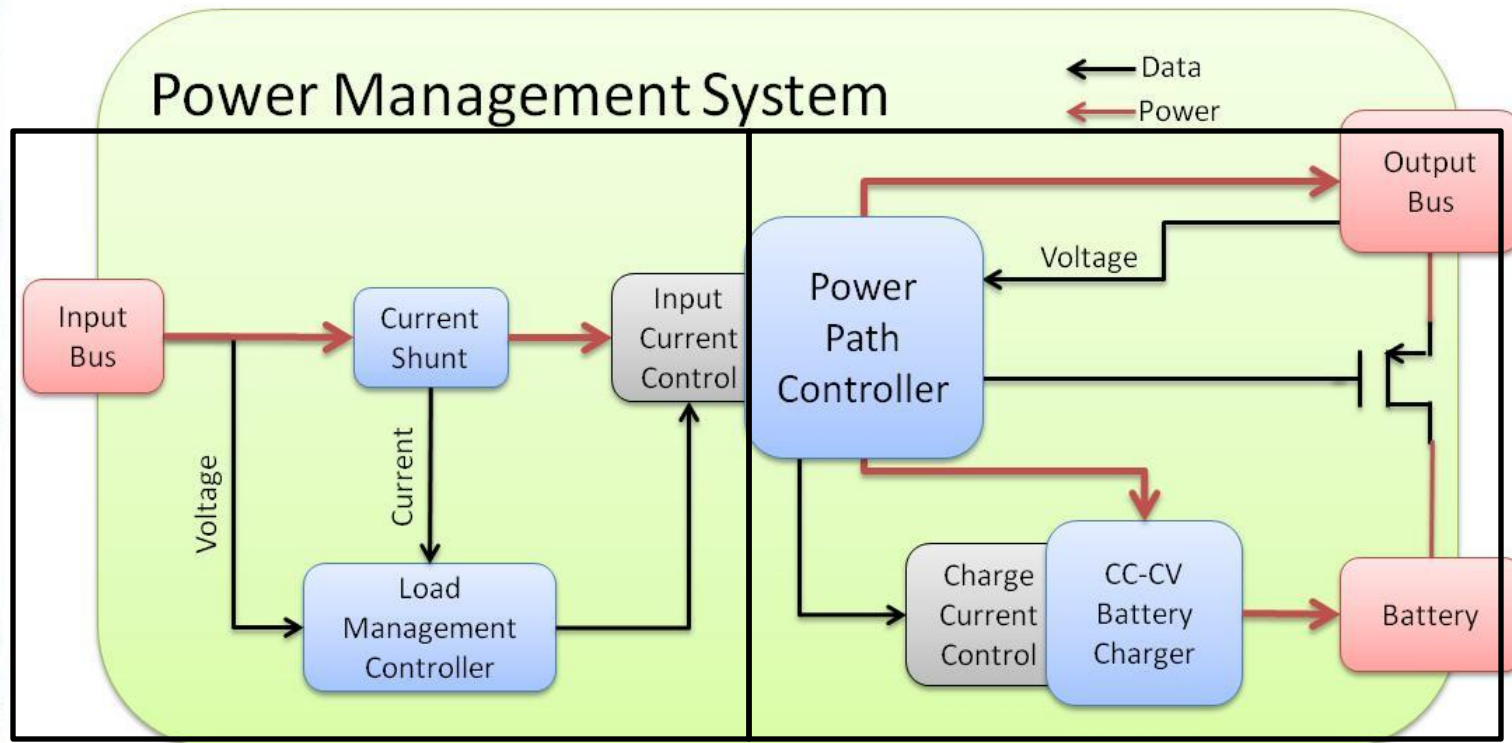 Power Management System
Data
Power
Input
Bus
Current
Shunt
Input
Current
Control
Power
Path
Controller
Output
Bus
Voltage
Voltage
Current
Load
Management
Controller
Charge
Current
Control
CC-CV
Battery
Charger
Battery